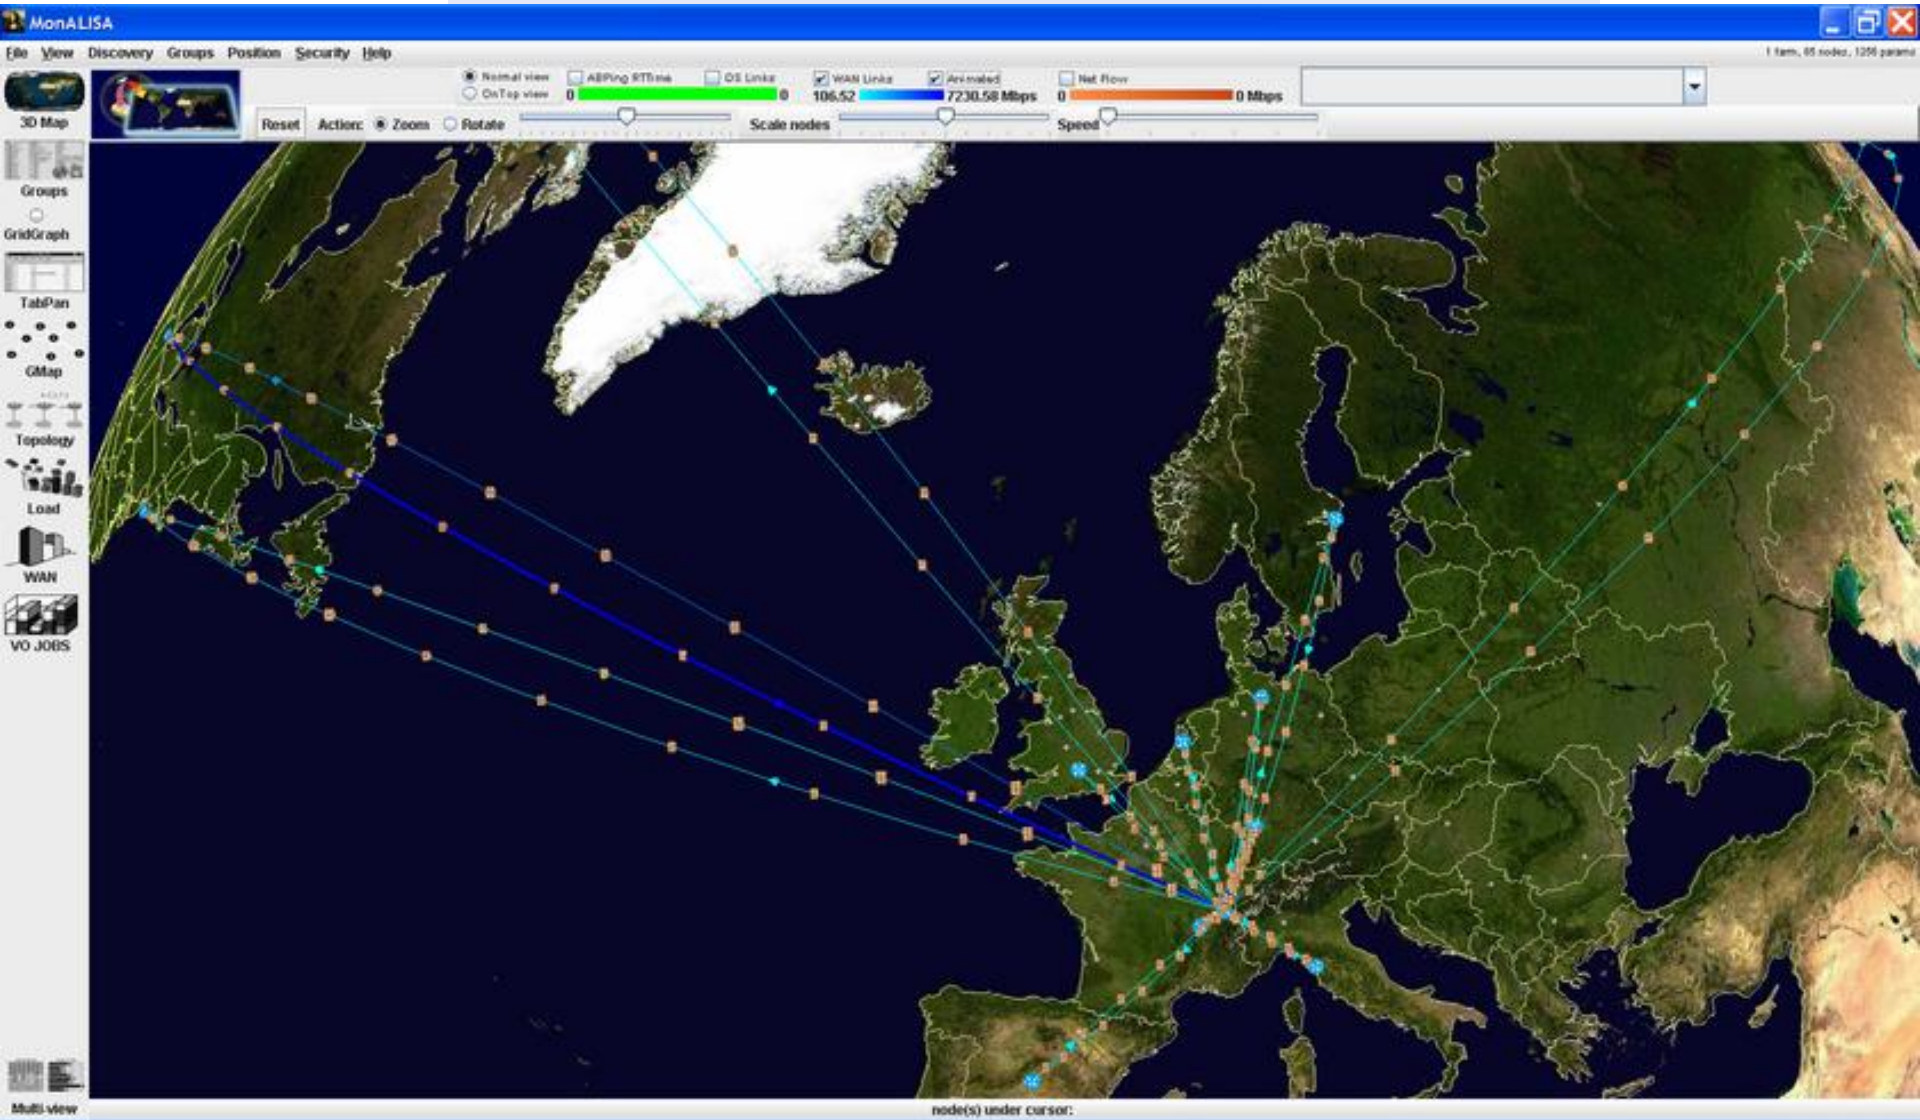 MonALISA
File View Discovery Groups Position Security Help
1 farm, 65 nodes, 1256 params
Normal view
ABPing RTTime
OS Links
WAN Links
Animated
Net Flow
OnTop view
0 0
106.52 7230.58 Mbps
0 0 Mbps
3D Map
Reset Action: Zoom Rotate
Scale nodes
Speed
Groups
GridGraph
TabPan
GMap
Topology
Load
WAN
VO JOBS
Multi-view
node(s) under cursor: